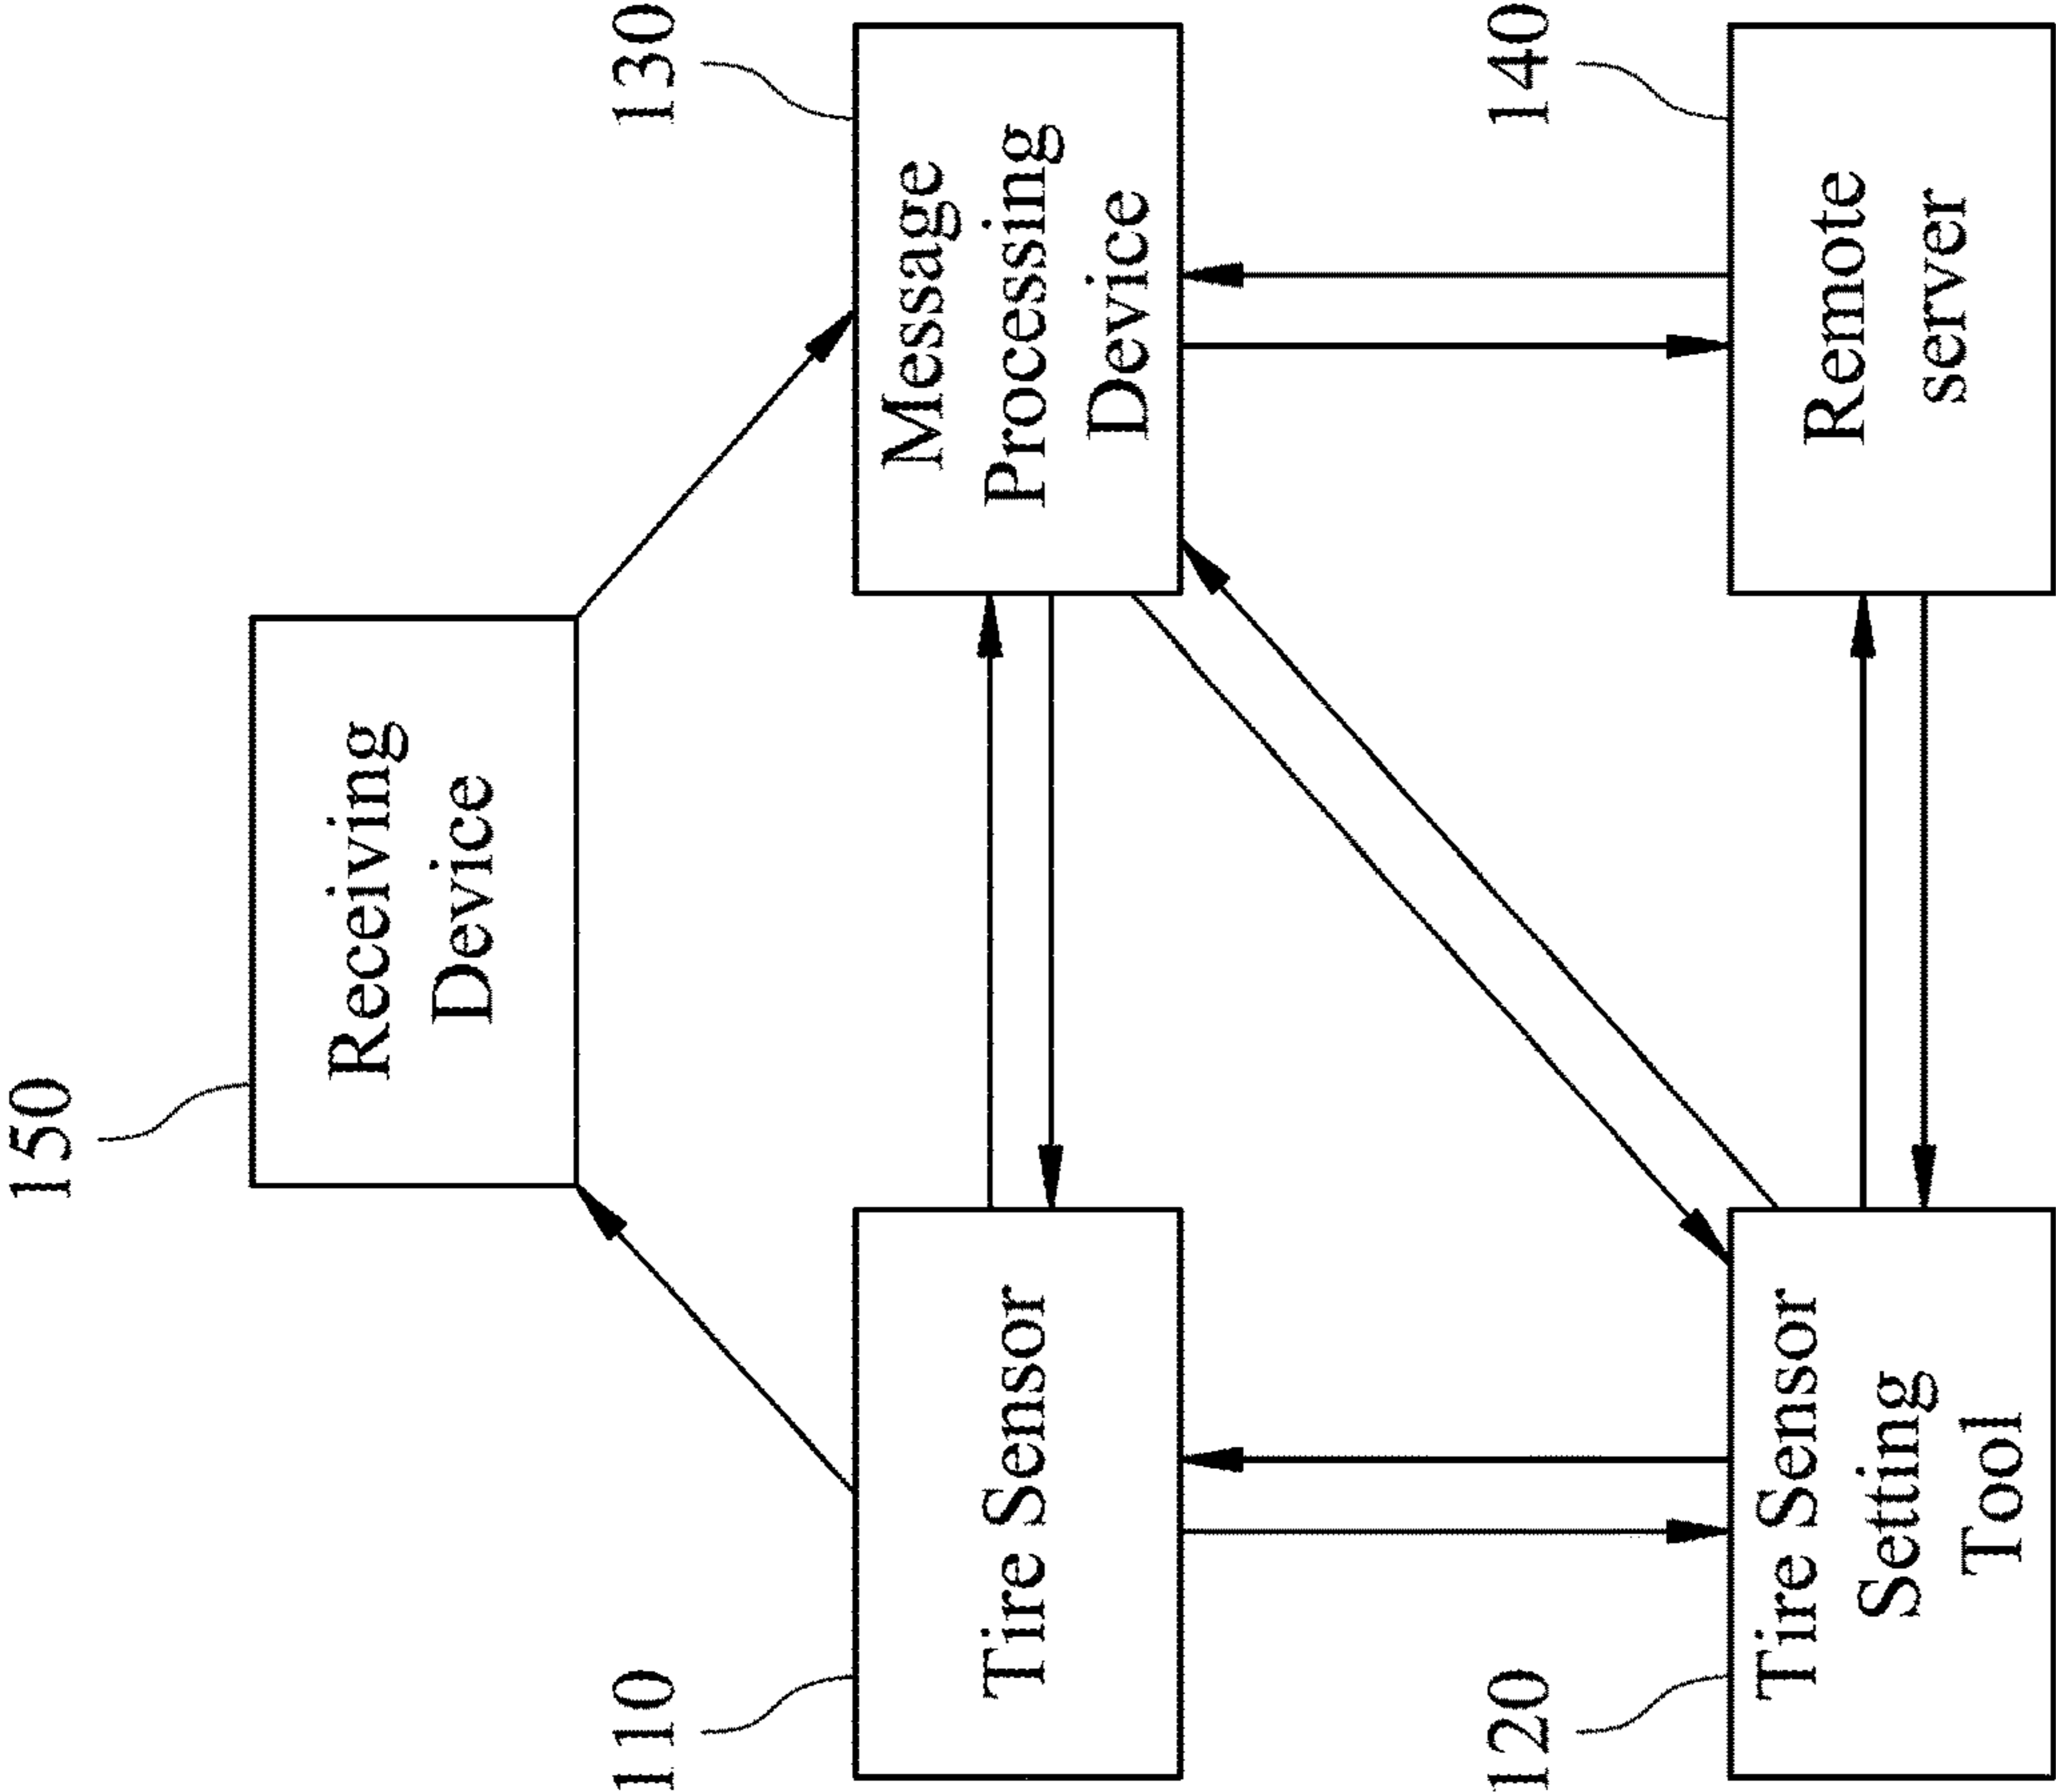 150
Receiving
Device
110
Tire Sensor
130
Message
Processing
Device
120
Tire Sensor
Setting
Tool
140
Remote
server